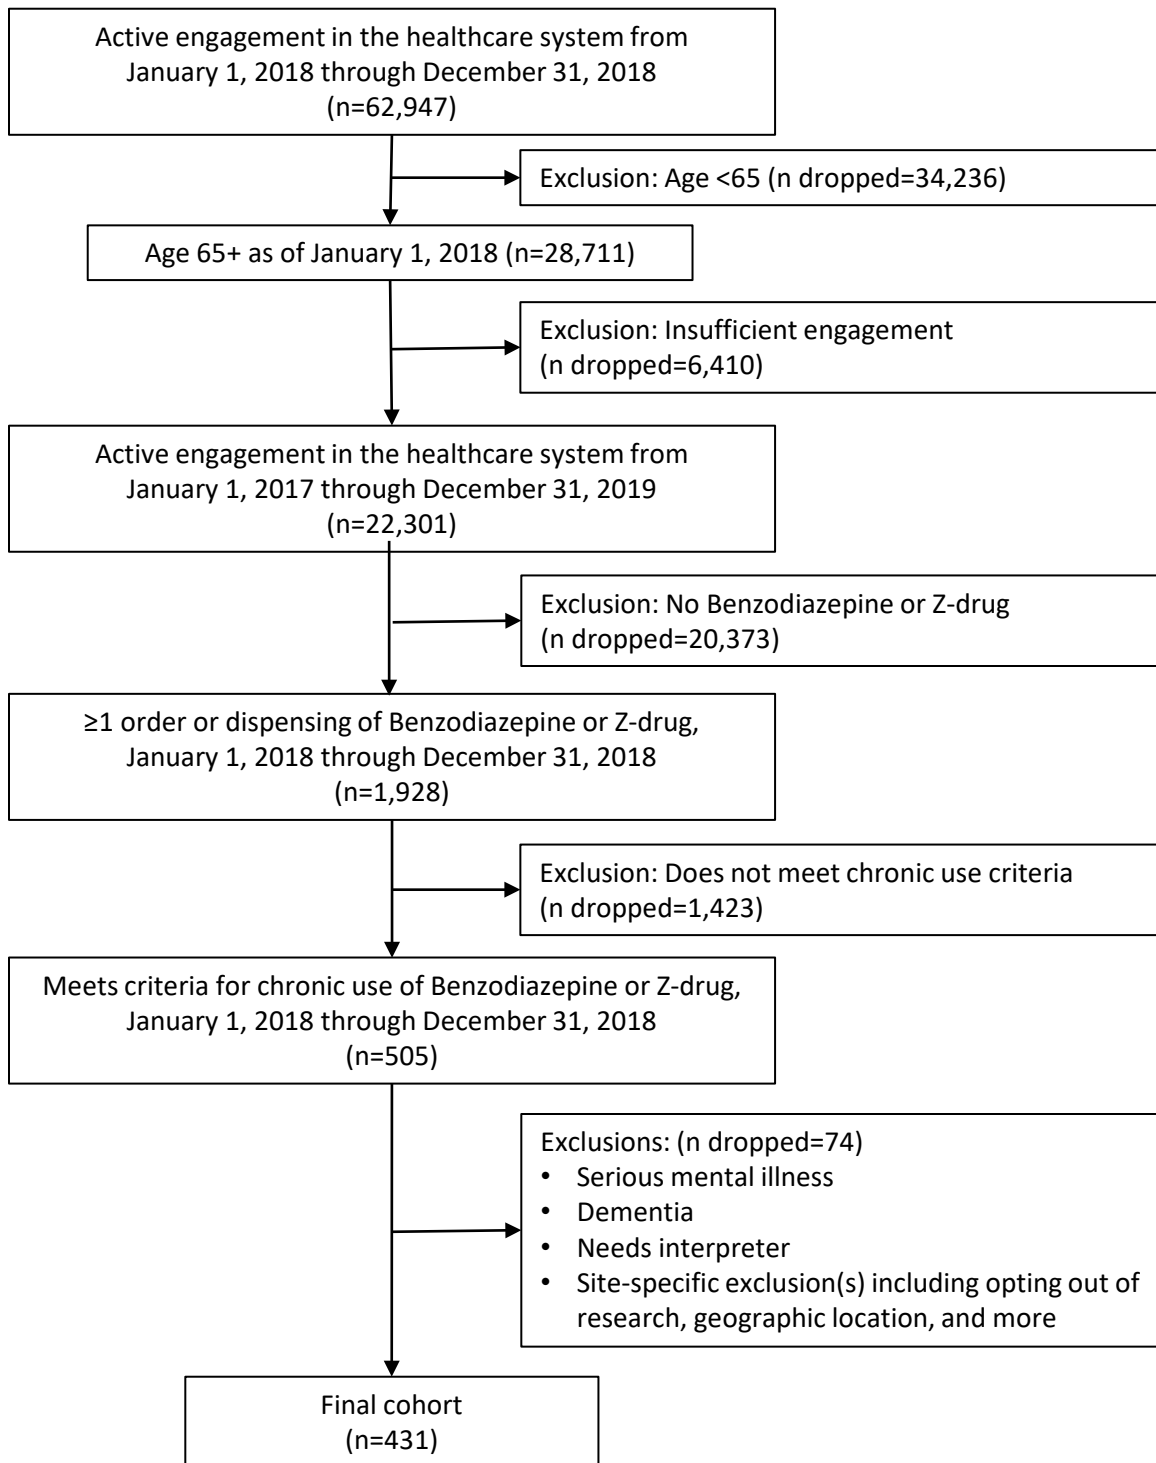 Active engagement in the healthcare system from
January 1, 2018 through December 31, 2018
(n=62,947)
Exclusion: Age <65 (n dropped=34,236)
Age 65+ as of January 1, 2018 (n=28,711)
Exclusion: Insufficient engagement
(n dropped=6,410)
Active engagement in the healthcare system from
January 1, 2017 through December 31, 2019
(n=22,301)
Exclusion: No Benzodiazepine or Z-drug
(n dropped=20,373)
≥1 order or dispensing of Benzodiazepine or Z-drug,
January 1, 2018 through December 31, 2018
(n=1,928)
Exclusion: Does not meet chronic use criteria
(n dropped=1,423)
Meets criteria for chronic use of Benzodiazepine or Z-drug,
January 1, 2018 through December 31, 2018
(n=505)
Exclusions: (n dropped=74)
• Serious mental illness
• Dementia
• Needs interpreter
• Site-specific exclusion(s) including opting out of
research, geographic location, and more
Final cohort
(n=431)